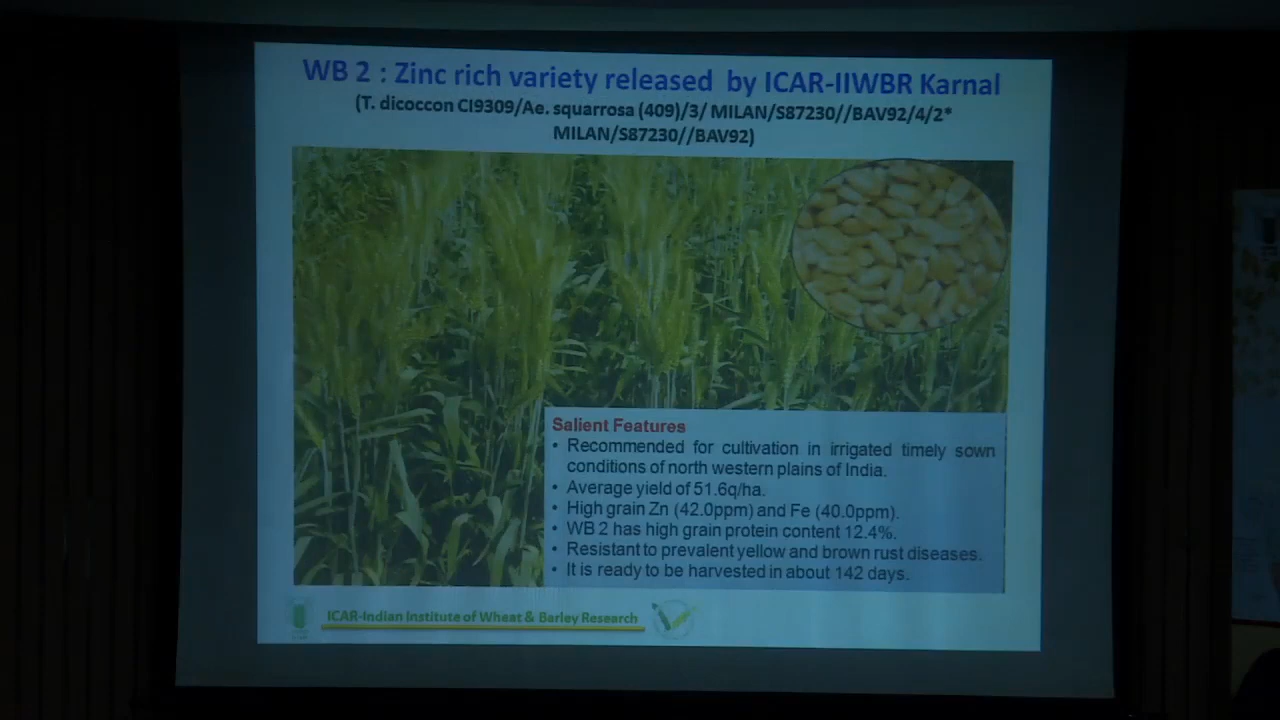 WB 2 : Zinc rich variety released by ICAR-IIWBR Karnal
(T. dicoccon CI9309/Ae. squarrosa (409)/3/ MILAN/S87230//BAV92/4/2*
MILAN/S87230//BAV92)
Salient Features
• Recommended for cultivation in irrigated timely sown
conditions of north western plains of India.
• Average yield of 51.6q/ha.
• High grain Zn (42.0ppm) and Fe (40.0ppm).
• WB 2 has high grain protein content 12.4%.
• Resistant to prevalent yellow and brown rust diseases.
• It is ready to be harvested in about 142 days.
ICAR-Indian Institute of Wheat & Barley Research